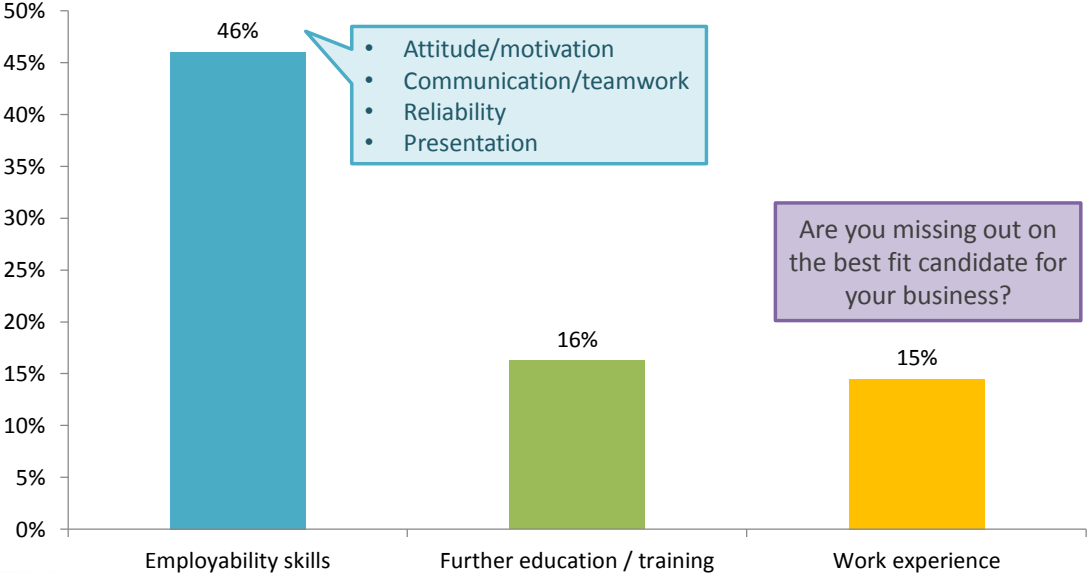 50%
45%
40%
35%
30%
25%
20%
15%
10%
5%
0%
46%
• Attitude/motivation
• Communication/teamwork
• Reliability
• Presentation
Are you missing out on
the best fit candidate for
your business?
16%
15%
Employability skills
Further education / training
Work experience